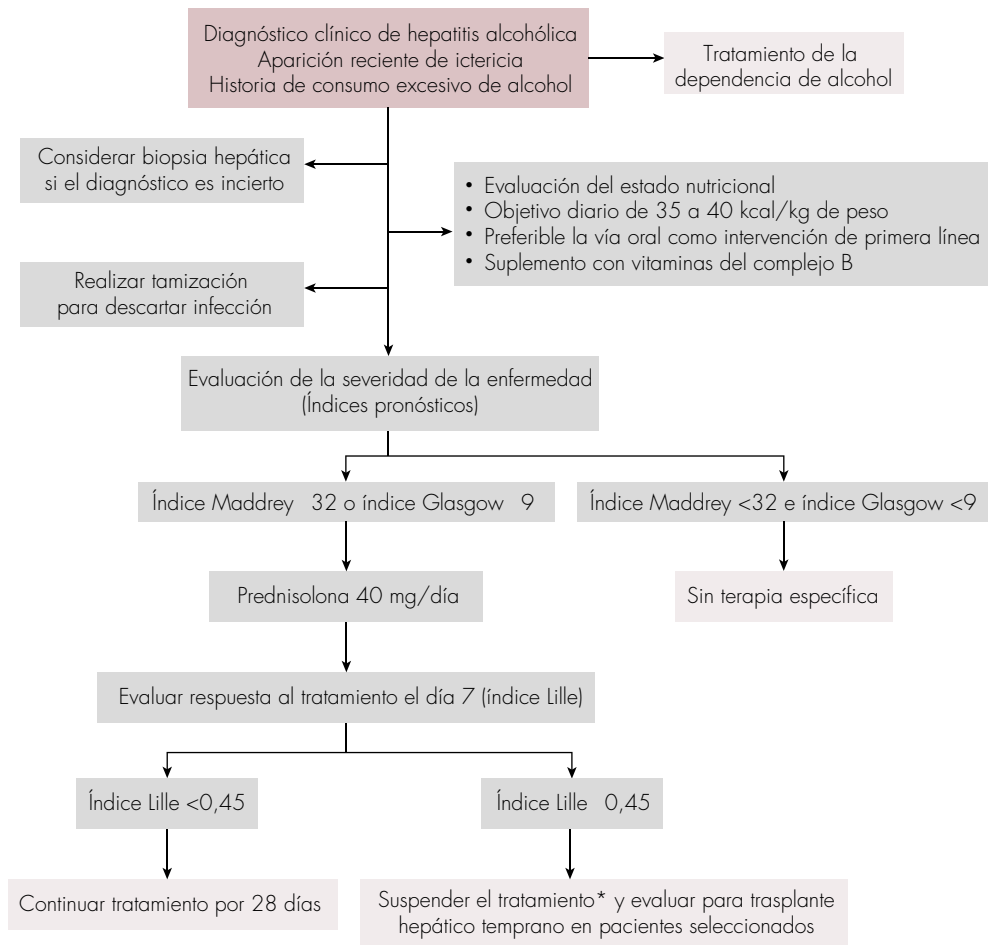 Diagnóstico clínico de hepatitis alcohólica
Aparición reciente de ictericia
Historia de consumo excesivo de alcohol
Tratamiento de la
dependencia de alcohol
Considerar biopsia hepática
si el diagnóstico es incierto
• Evaluación del estado nutricional
• Objetivo diario de 35 a 40 kcal/kg de peso
• Preferible la vía oral como intervención de primera línea
• Suplemento con vitaminas del complejo B
Realizar tamización
para descartar infección
Evaluación de la severidad de la enfermedad
(Índices pronósticos)
Índice Maddrey 32 o índice Glasgow 9
Índice Maddrey <32 e índice Glasgow <9
Prednisolona 40 mg/día
Sin terapia específica
Evaluar respuesta al tratamiento el día 7 (índice Lille)
Índice Lille <0,45
Índice Lille 0,45
Continuar tratamiento por 28 días
Suspender el tratamiento* y evaluar para trasplante
hepático temprano en pacientes seleccionados